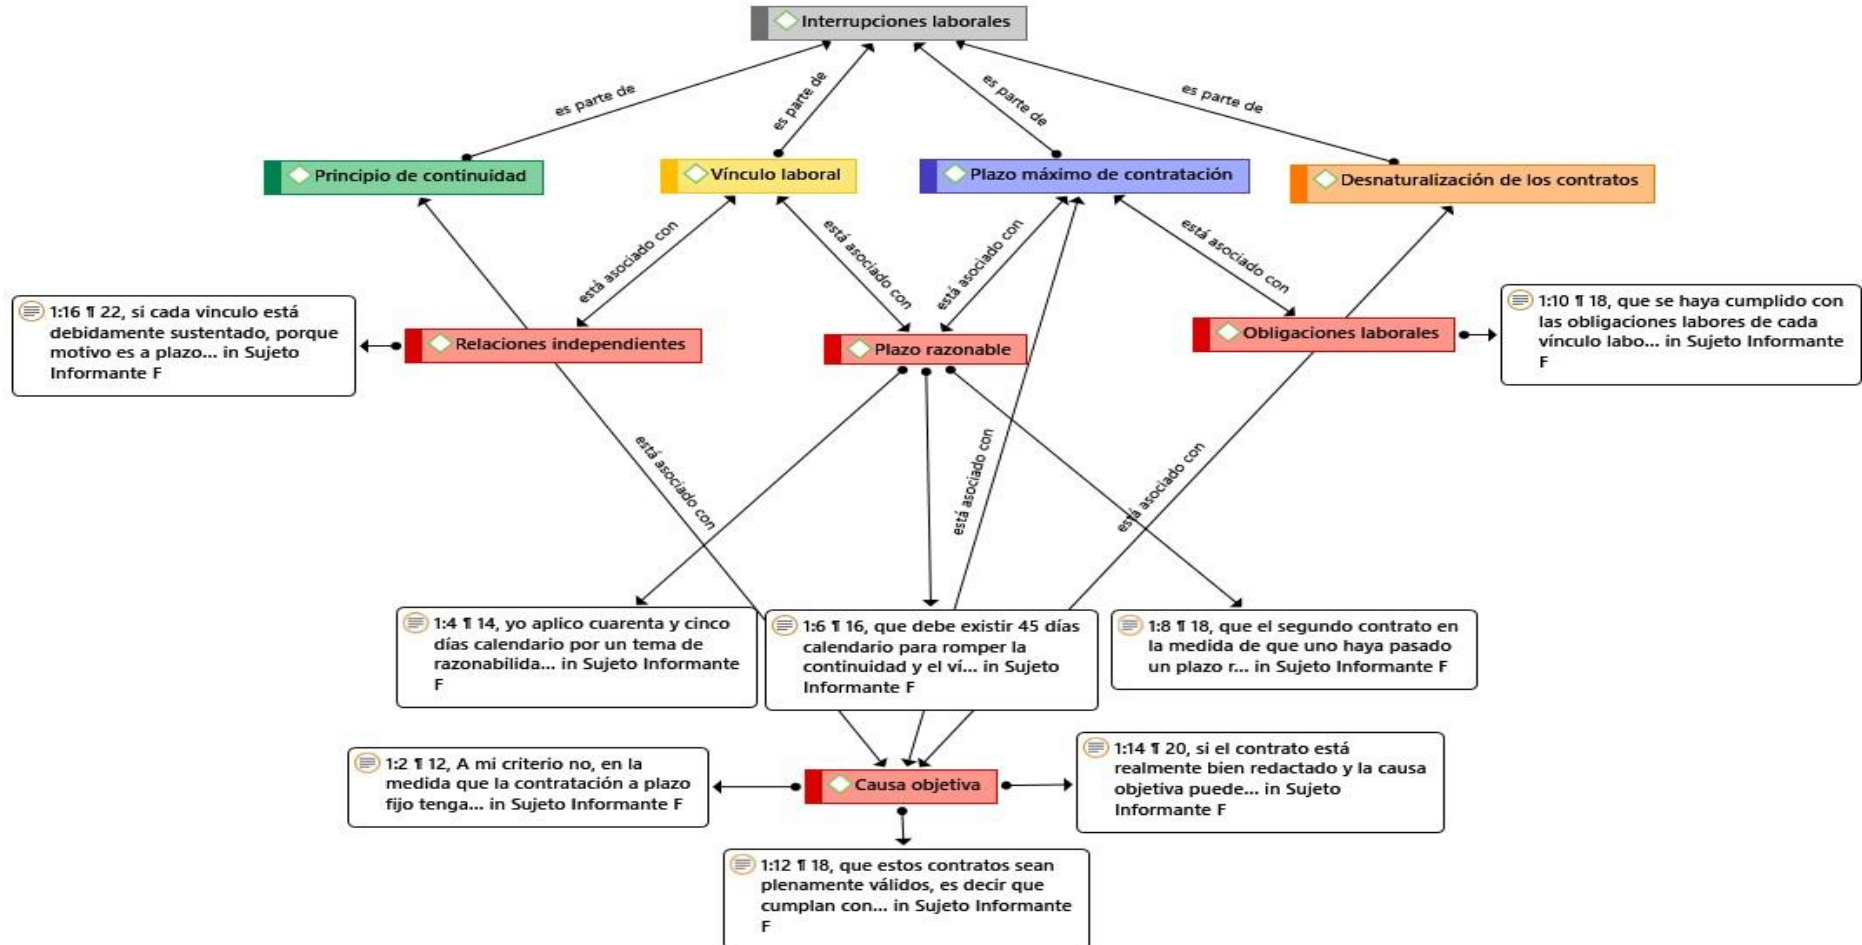 Interrupciones laborales
es parte de
es parte de
es parte de
es parte de
Principio de continuidad
Vínculo laboral
Plazo máximo de contratación
Desnaturalización de los contratos
está asociado con
está asociado con
está asociado con
está asociado con
1:16 ¶ 22, si cada vinculo está
debidamente sustentado, porque
motivo es a plazo... in Sujeto
Informante F
Relaciones independientes
Plazo razonable
Obligaciones laborales
1:10 ¶ 18, que se haya cumplido con
las obligaciones labores de cada
vínculo labo... in Sujeto Informante
F
está asociado con
está asociado con
está asociado con
1:4 ¶ 14, yo aplico cuarenta y cinco
días calendario por un tema de
razonabilida... in Sujeto Informante
F
1:6 ¶ 16, que debe existir 45 días
calendario para romper la
continuidad y el ví... in Sujeto
Informante F
1:8 ¶ 18, que el segundo contrato en
la medida de que uno haya pasado
un plazo r... in Sujeto Informante F
1:2 ¶ 12, A mi criterio no, en la
medida que la contratación a plazo
fijo tenga... in Sujeto Informante F
Causa objetiva
1:14 ¶ 20, si el contrato está
realmente bien redactado y la causa
objetiva puede... in Sujeto
Informante F
1:12 ¶ 18, que estos contratos sean
plenamente válidos, es decir que
cumplan con... in Sujeto Informante
F